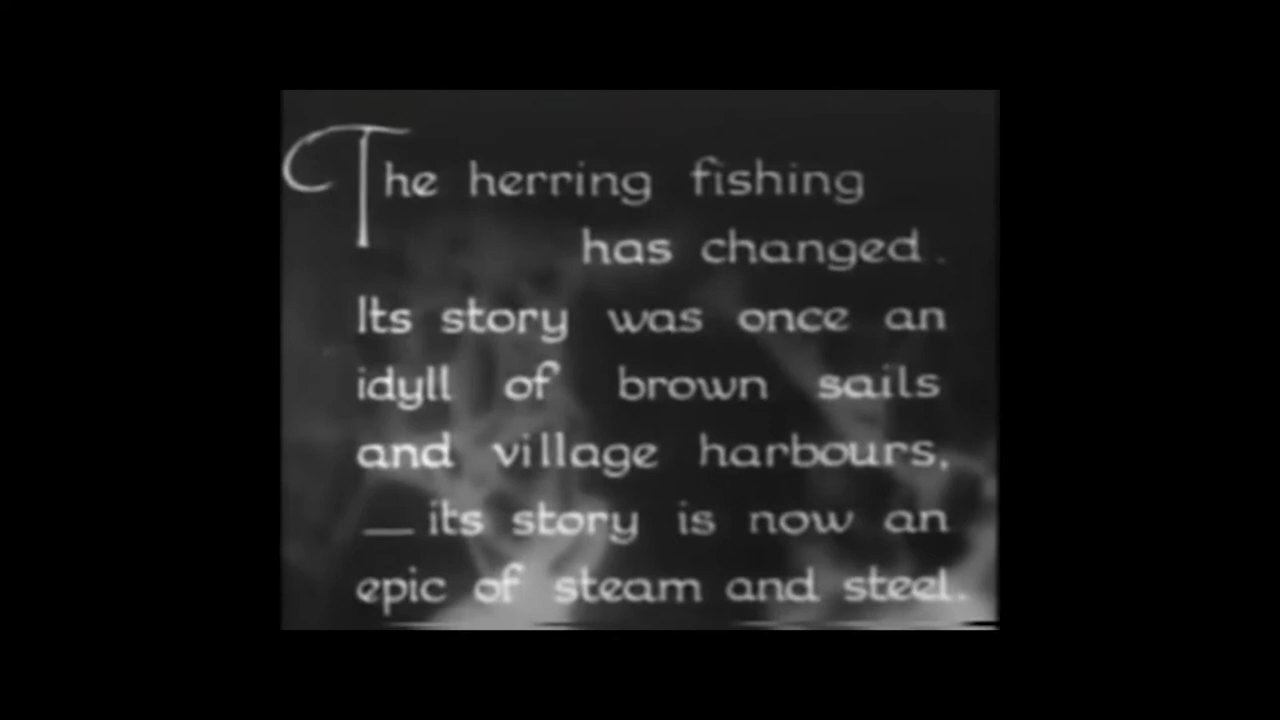 The herring fishing
has changed.
Its story was once an
idyll of brown sails
and village harbours,
— its story is now an
epic of steam and steel.